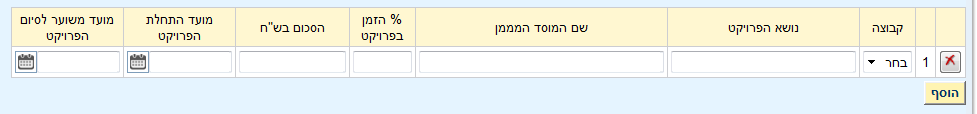 קבוצה
נושא הפרויקט
שם המוסד המממן
% הזמן
בפרויקט
הסכום בש"ח
מועד התחלת
הפרויקט
מועד משוער לסיום
הפרויקט
1
בחר
הוסף